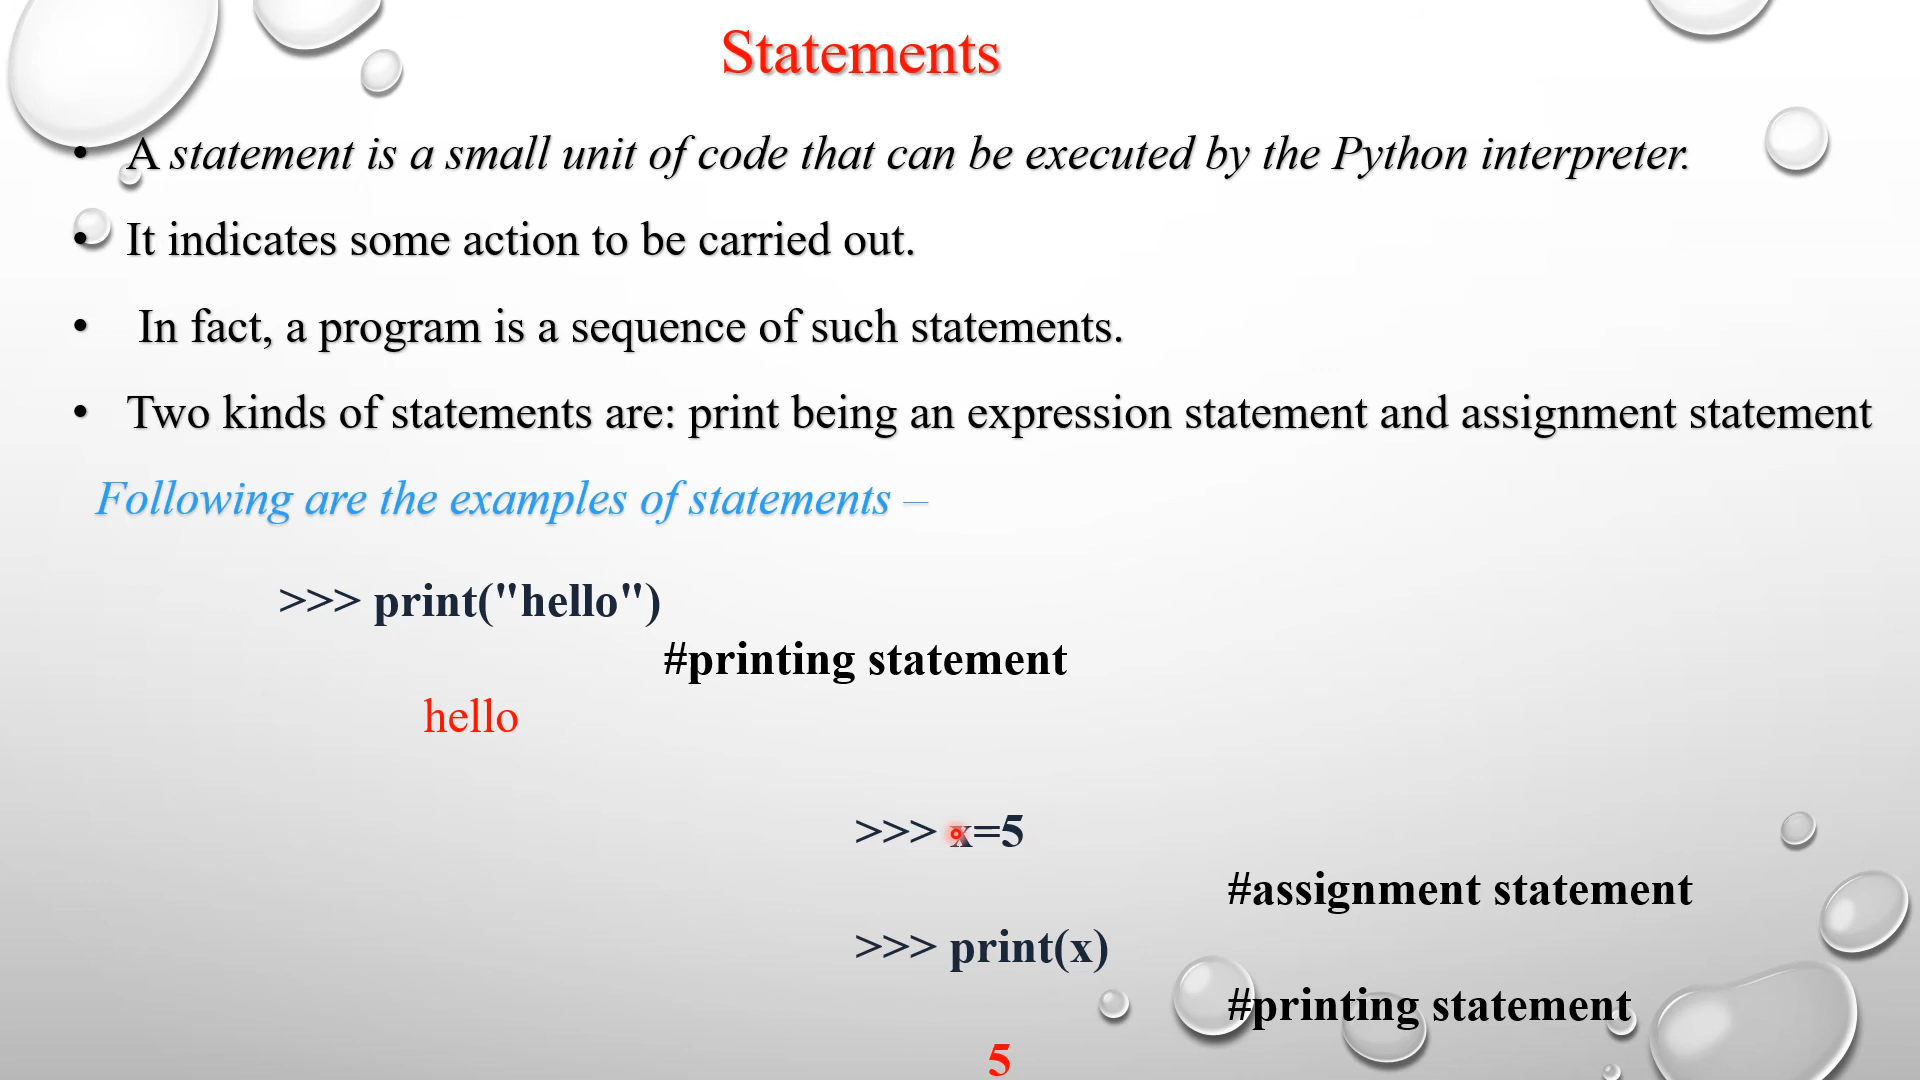 Statements
• A statement is a small unit of code that can be executed by the Python interpreter.
• It indicates some action to be carried out.
• In fact, a program is a sequence of such statements.
• Two kinds of statements are: print being an expression statement and assignment statement
Following are the examples of statements –
>>> print("hello")
#printing statement
hello
>>> x=5
#assignment statement
>>> print(x)
#printing statement
5